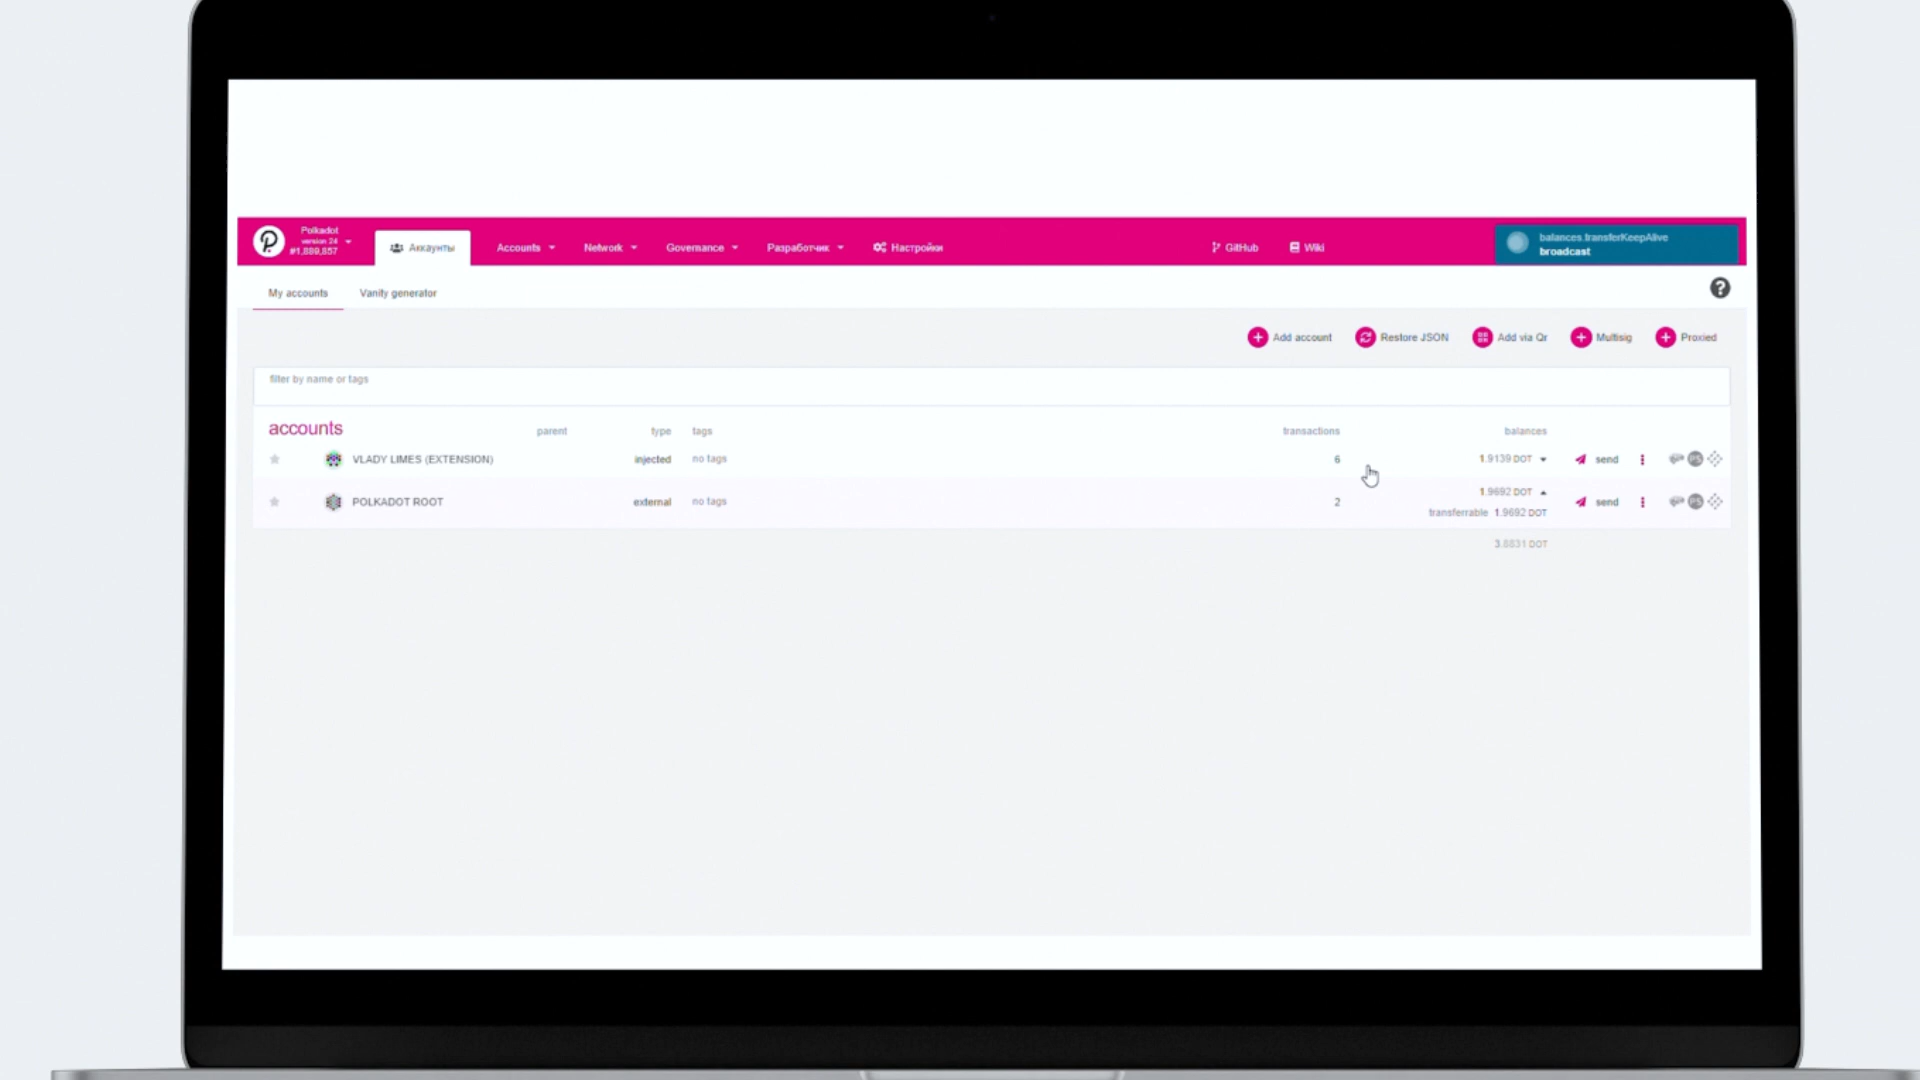 Polkadot
version 24
#1,889,857
Аккаунты
Accounts
Network
Governance
Разработчик
Настройки
GitHub
Wiki
balances.transferKeepAlive
broadcast
My accounts
Vanity generator
Add account
Restore JSON
Add via Qr
Multisig
Proxied
filter by name or tags
accounts parent type tags transactions balances
VLADY LIMES (EXTENSION) injected no tags 6 1.9139 DOT send
POLKADOT ROOT external no tags 2 1.9692 DOT send
transferrable 1.9692 DOT
3.8831 DOT